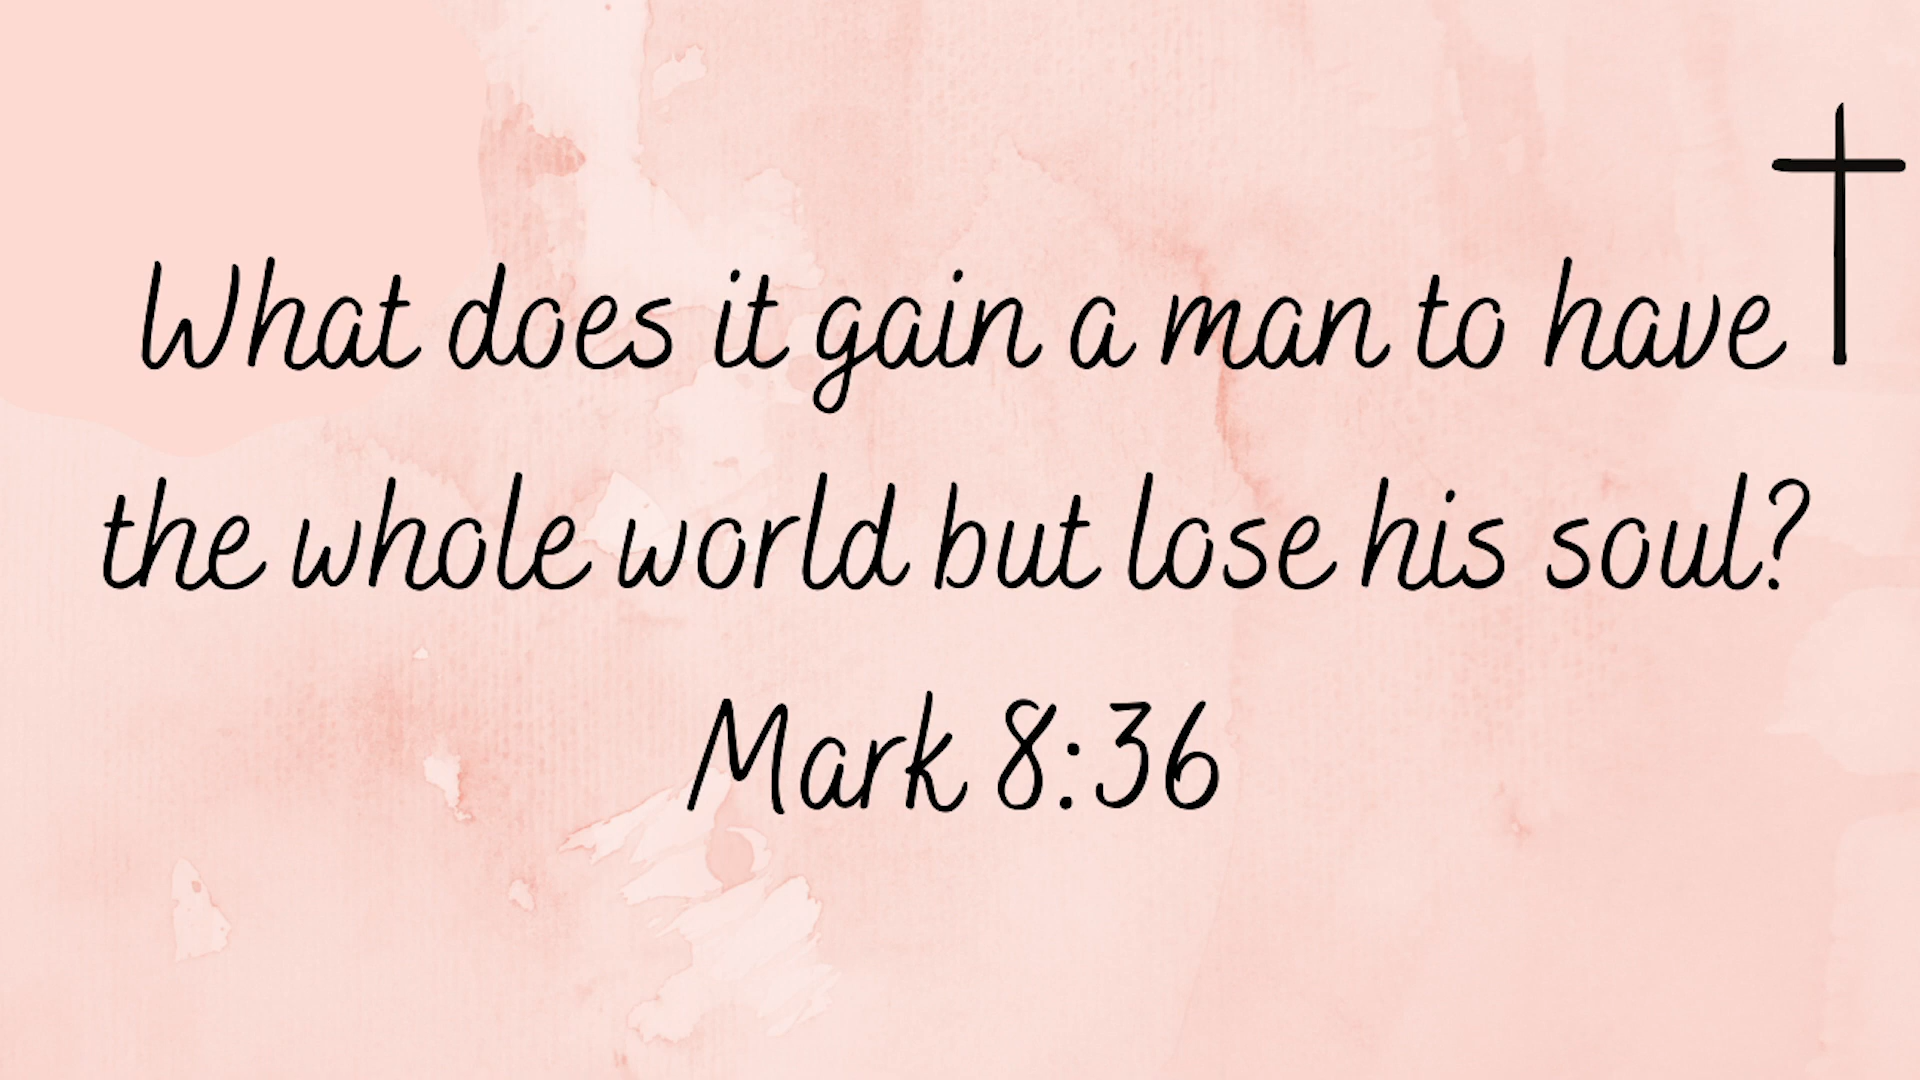 What does it gain a man to have
the whole world but lose his soul?
Mark 8:36